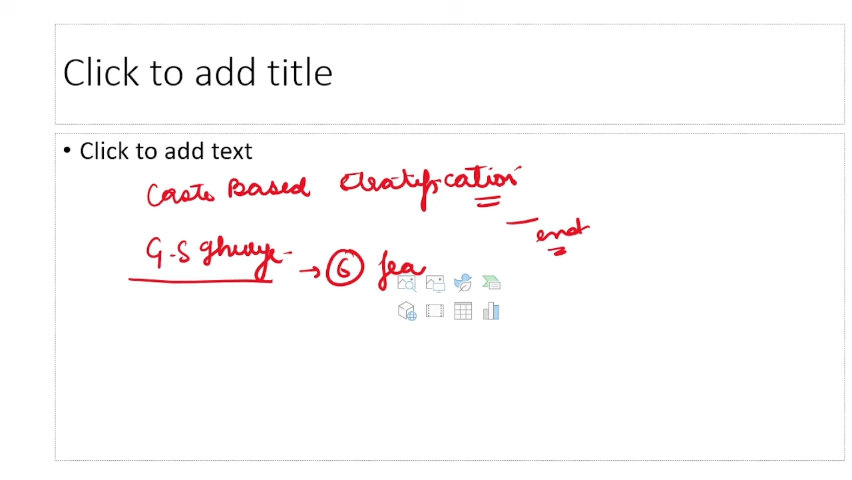 Click to add title
• Click to add text
Caste Based Stratification
— end
G.S ghurye
→ 6 fea